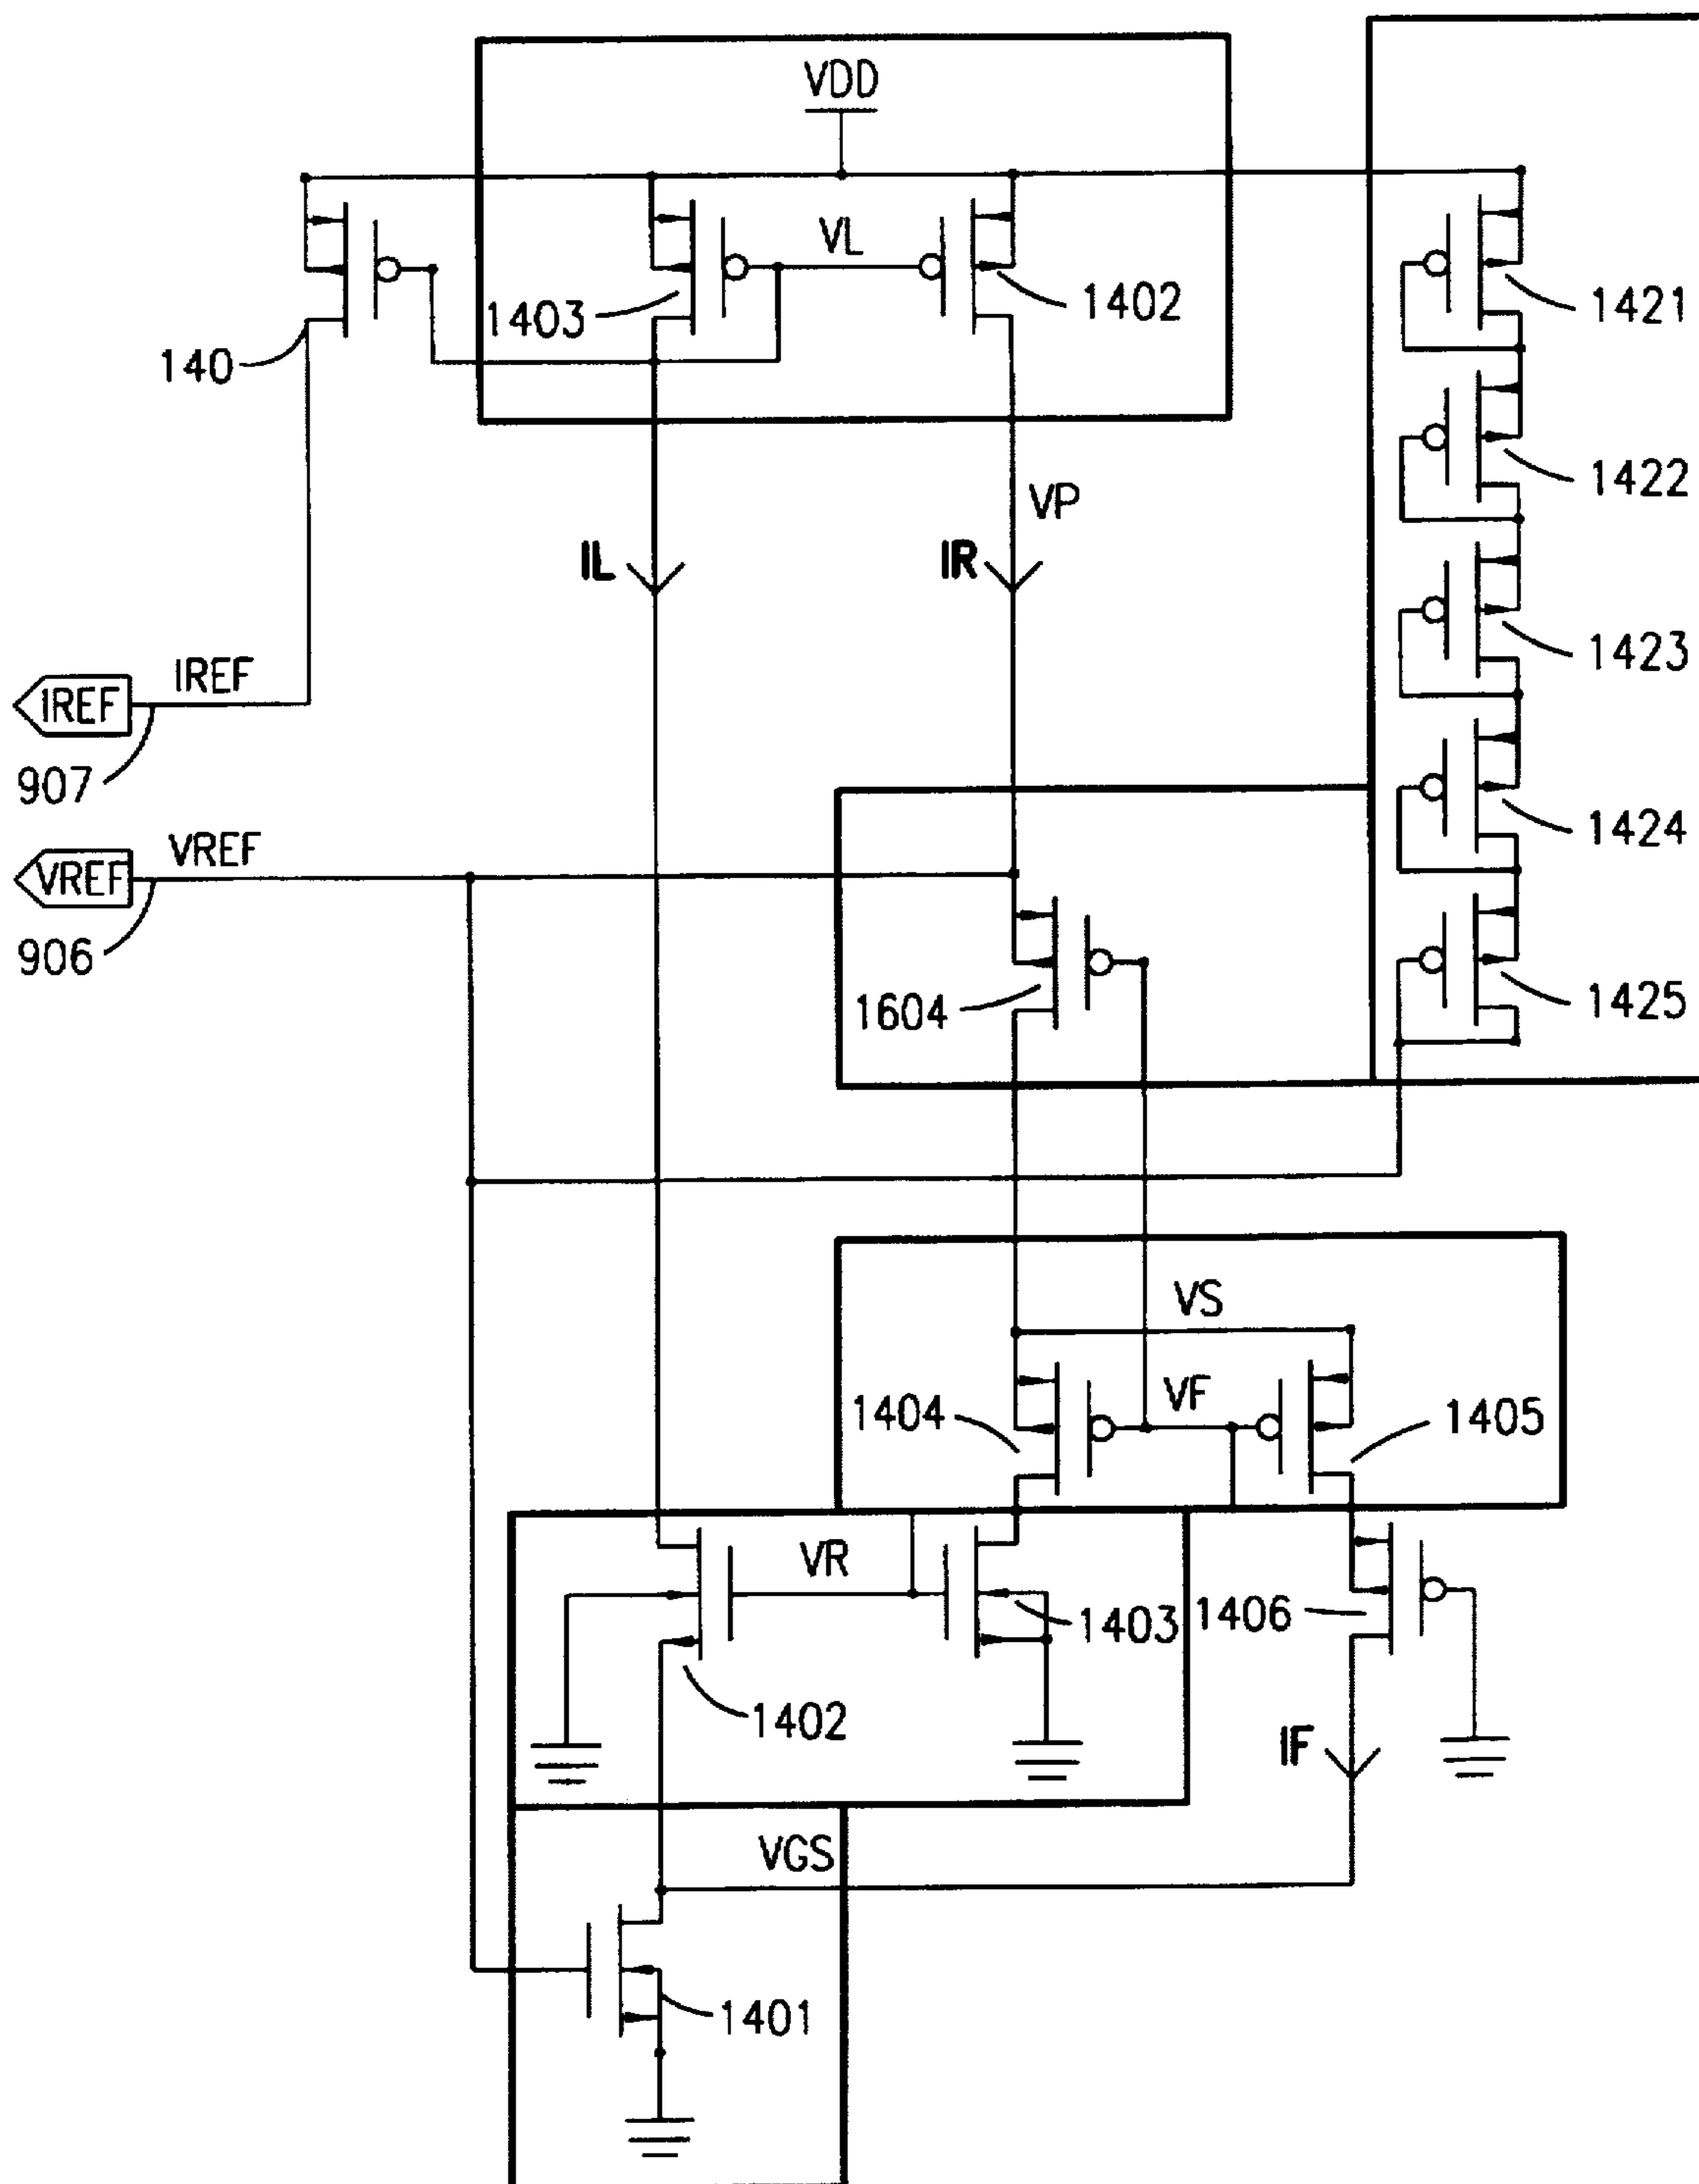 VDD
VL
1403
1402
1421
140
1422
VP
IL
IR
1423
IREF
IREF
907
1424
VREF
VREF
906
1604
1425
VS
VF
1404
1405
VR
1403
1406
1402
IF
VGS
1401